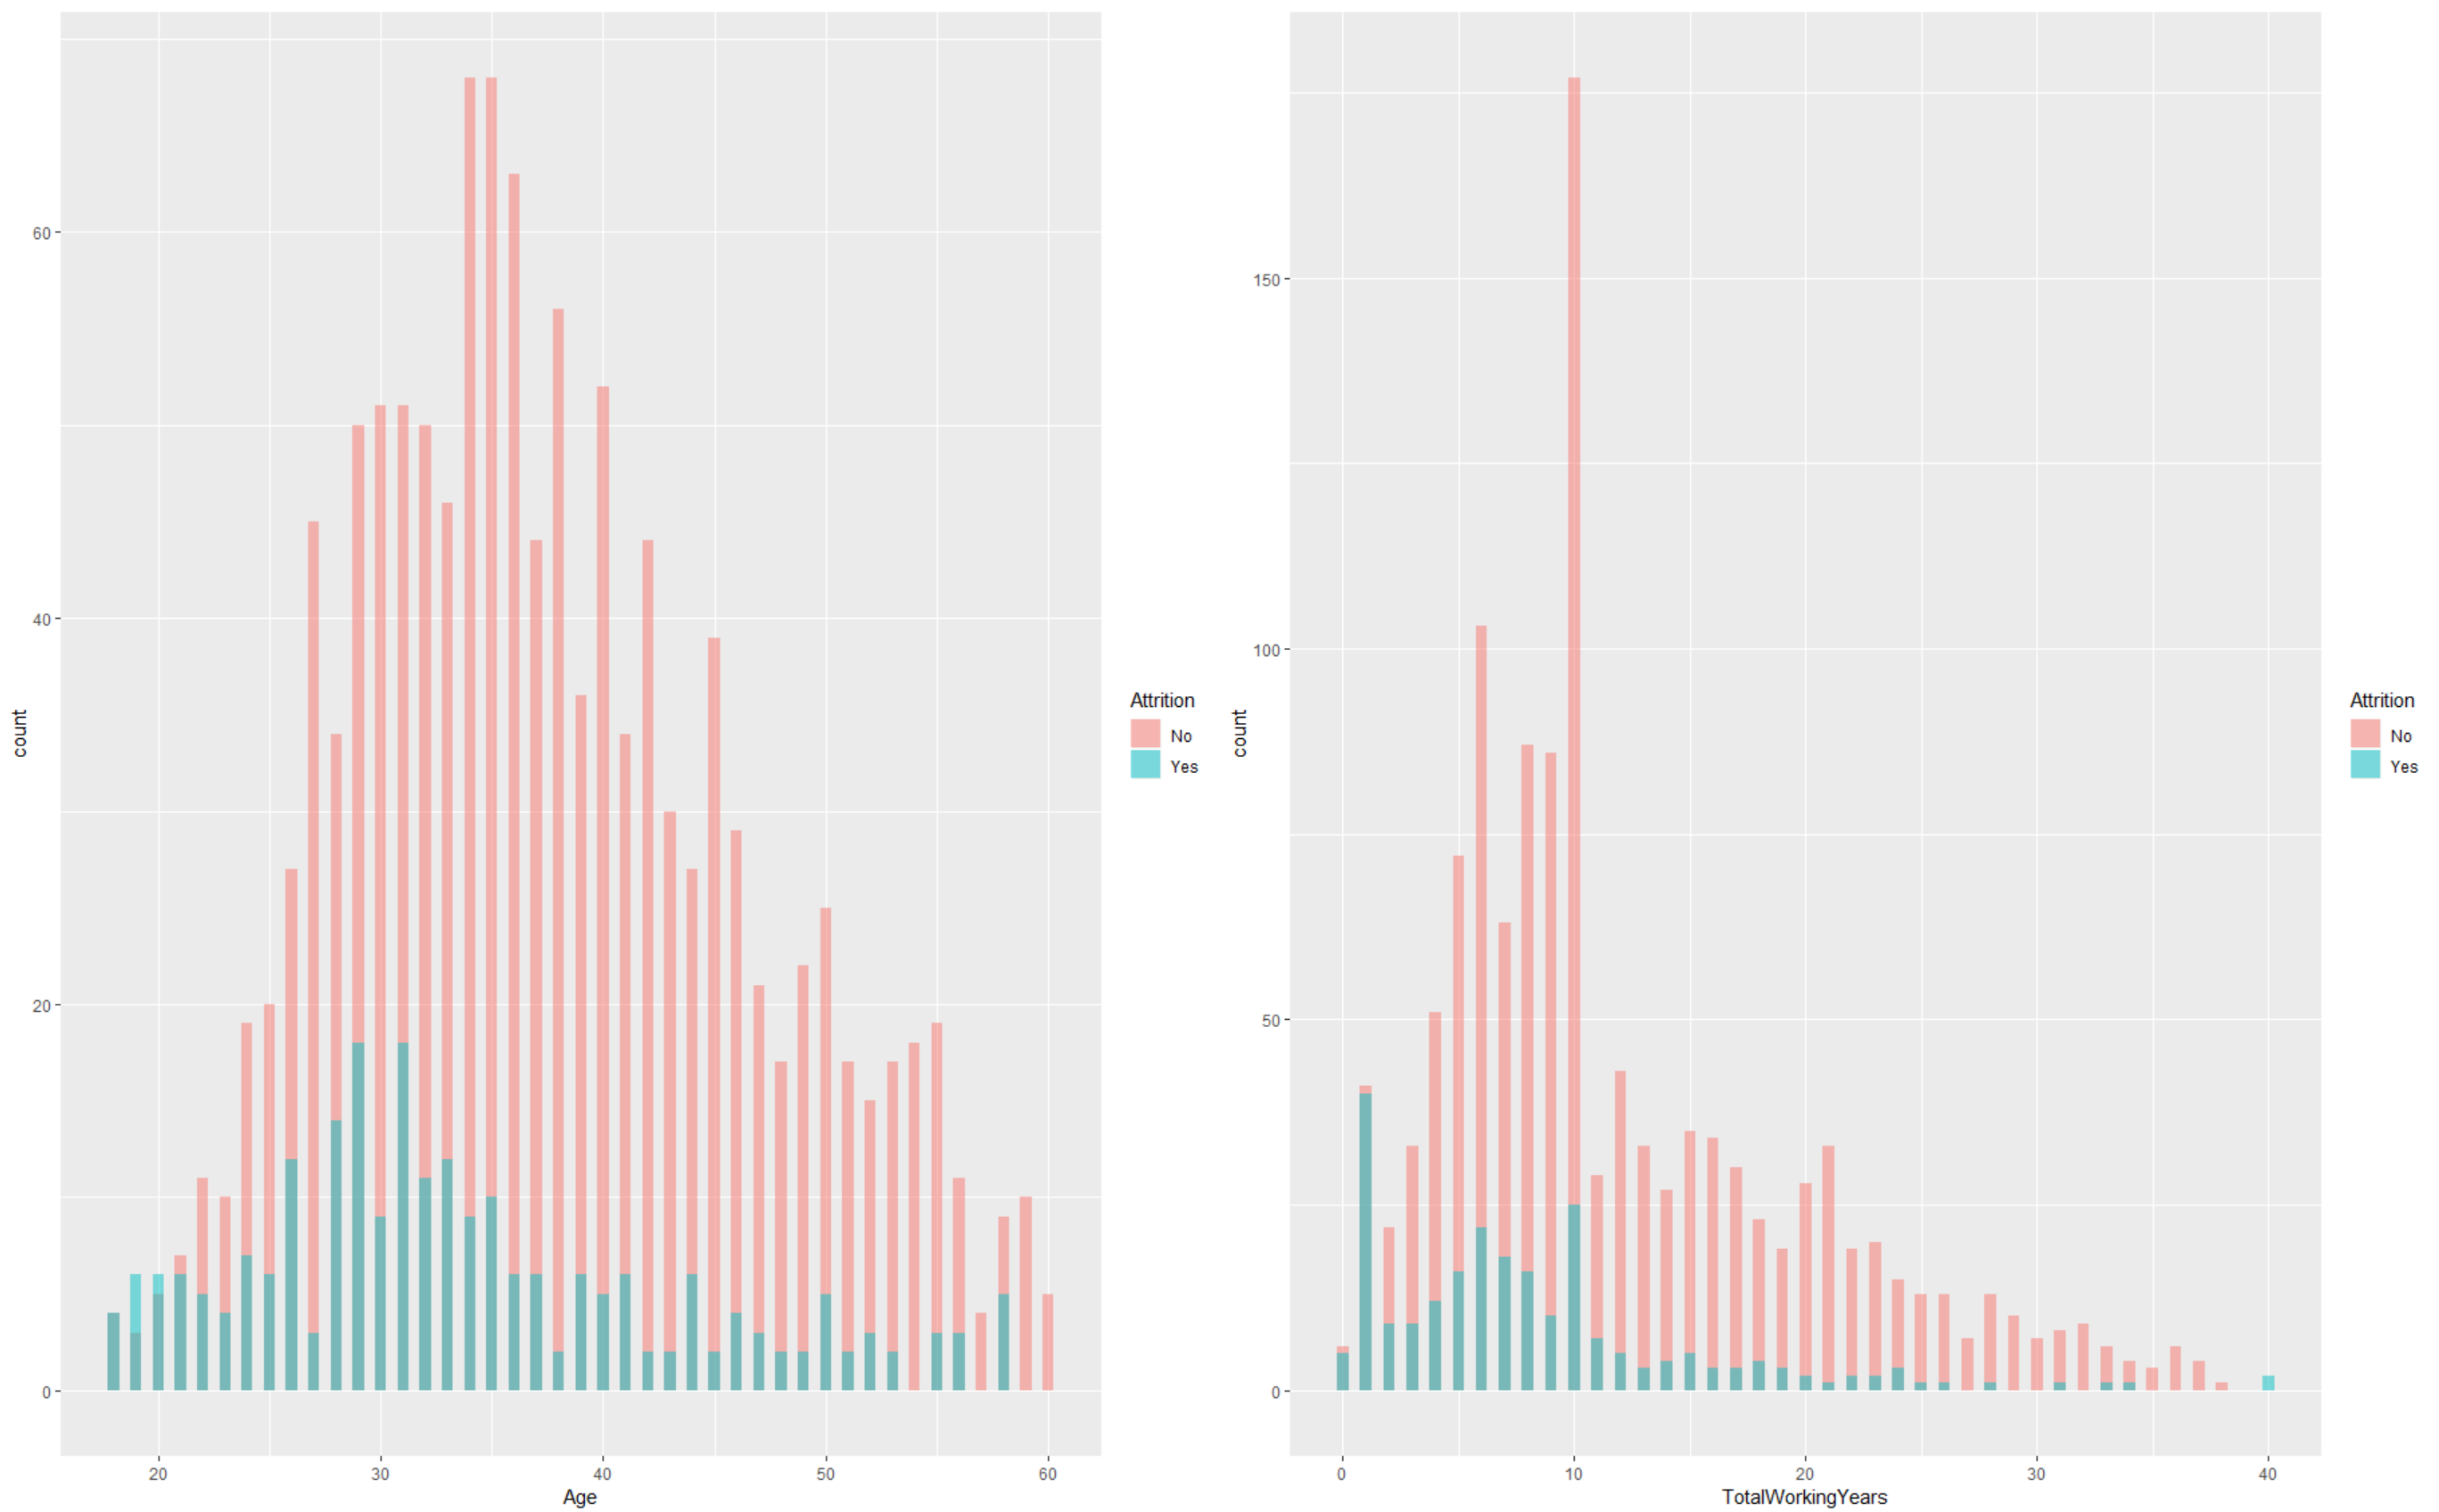 60
40
20
0
count
20 30 40 50 60
Age
Attrition
No
Yes
150
100
50
0
count
0 10 20 30 40
TotalWorkingYears
Attrition
No
Yes